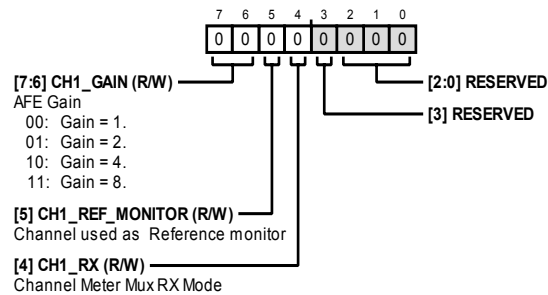 7 6 5 4 3 2 1 0
0 0 0 0 0 0 0 0
[7:6] CH1_GAIN (R/W)
AFE Gain
00: Gain = 1.
01: Gain = 2.
10: Gain = 4.
11: Gain = 8.
[5] CH1_REF_MONITOR (R/W)
Channel used as Reference monitor
[4] CH1_RX (R/W)
Channel Meter Mux RX Mode
[2:0] RESERVED
[3] RESERVED